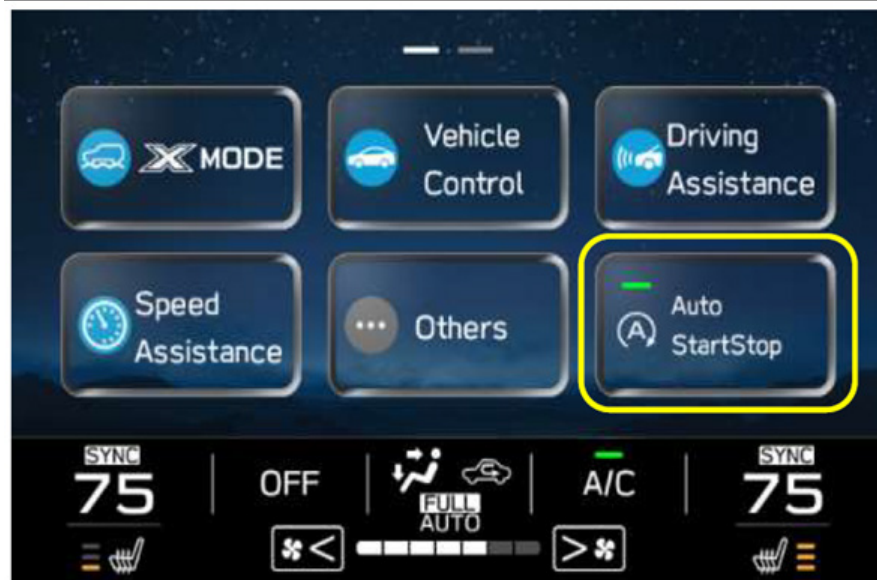 X MODE
Vehicle
Control
Driving
Assistance
Speed
Assistance
Others
A
Auto
StartStop
SYNC
75
OFF
FULL
AUTO
A/C
SYNC
75
<
>